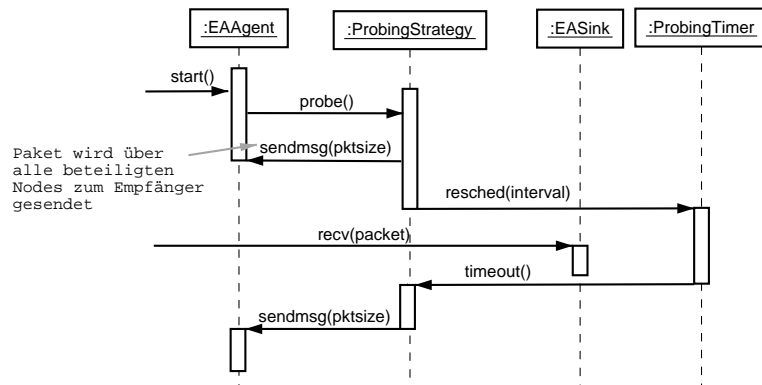 :EAAgent
:ProbingStrategy
:EASink
:ProbingTimer
start()
probe()
sendmsg(pktsize)
Paket wird über
alle beteiligten
Nodes zum Empfänger
gesendet
resched(interval)
recv(packet)
timeout()
sendmsg(pktsize)